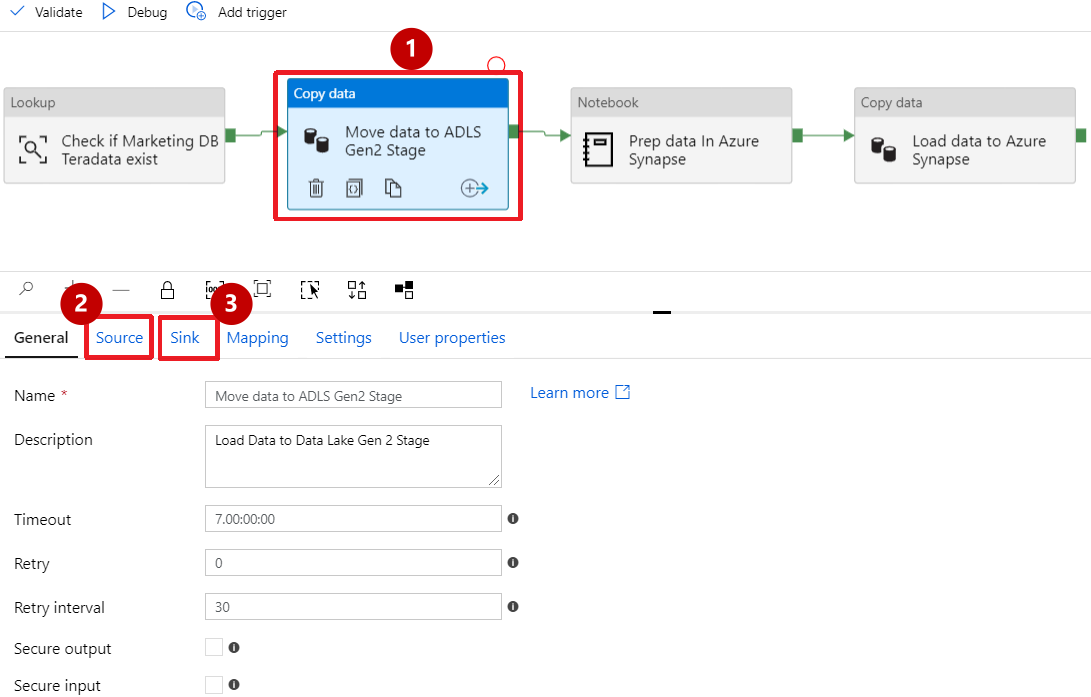 Validate Debug Add trigger
1
Lookup
Check if Marketing DB
Teradata exist
Copy data
Move data to ADLS
Gen2 Stage
Notebook
Prep data In Azure
Synapse
Copy data
Load data to Azure
Synapse
2
3
General Source Sink Mapping Settings User properties
Name * Move data to ADLS Gen2 Stage Learn more
Description Load Data to Data Lake Gen 2 Stage
Timeout 7.00:00:00
Retry 0
Retry interval 30
Secure output
Secure input